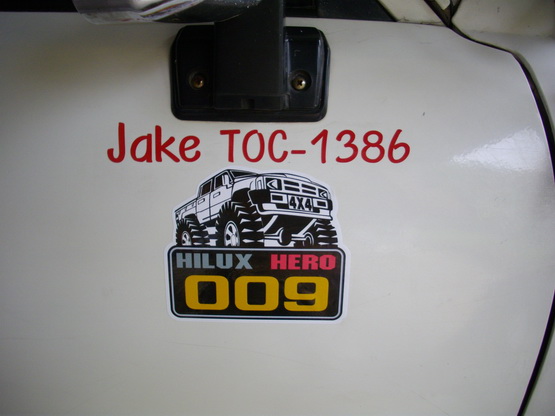 Jake TOC-1386
4X4
HILUX HERO
009